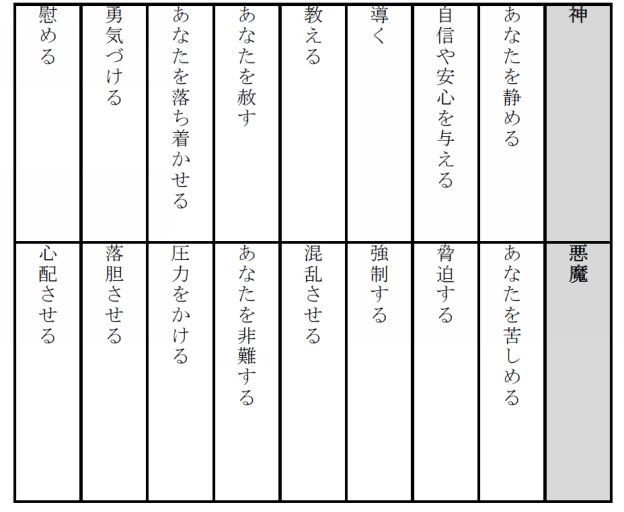 神
あなたを静める
自信や安心を与える
導く
教える
あなたを赦す
あなたを落ち着かせる
勇気づける
慰める
悪魔
あなたを苦しめる
脅迫する
強制する
混乱させる
あなたを非難する
圧力をかける
落胆させる
心配させる